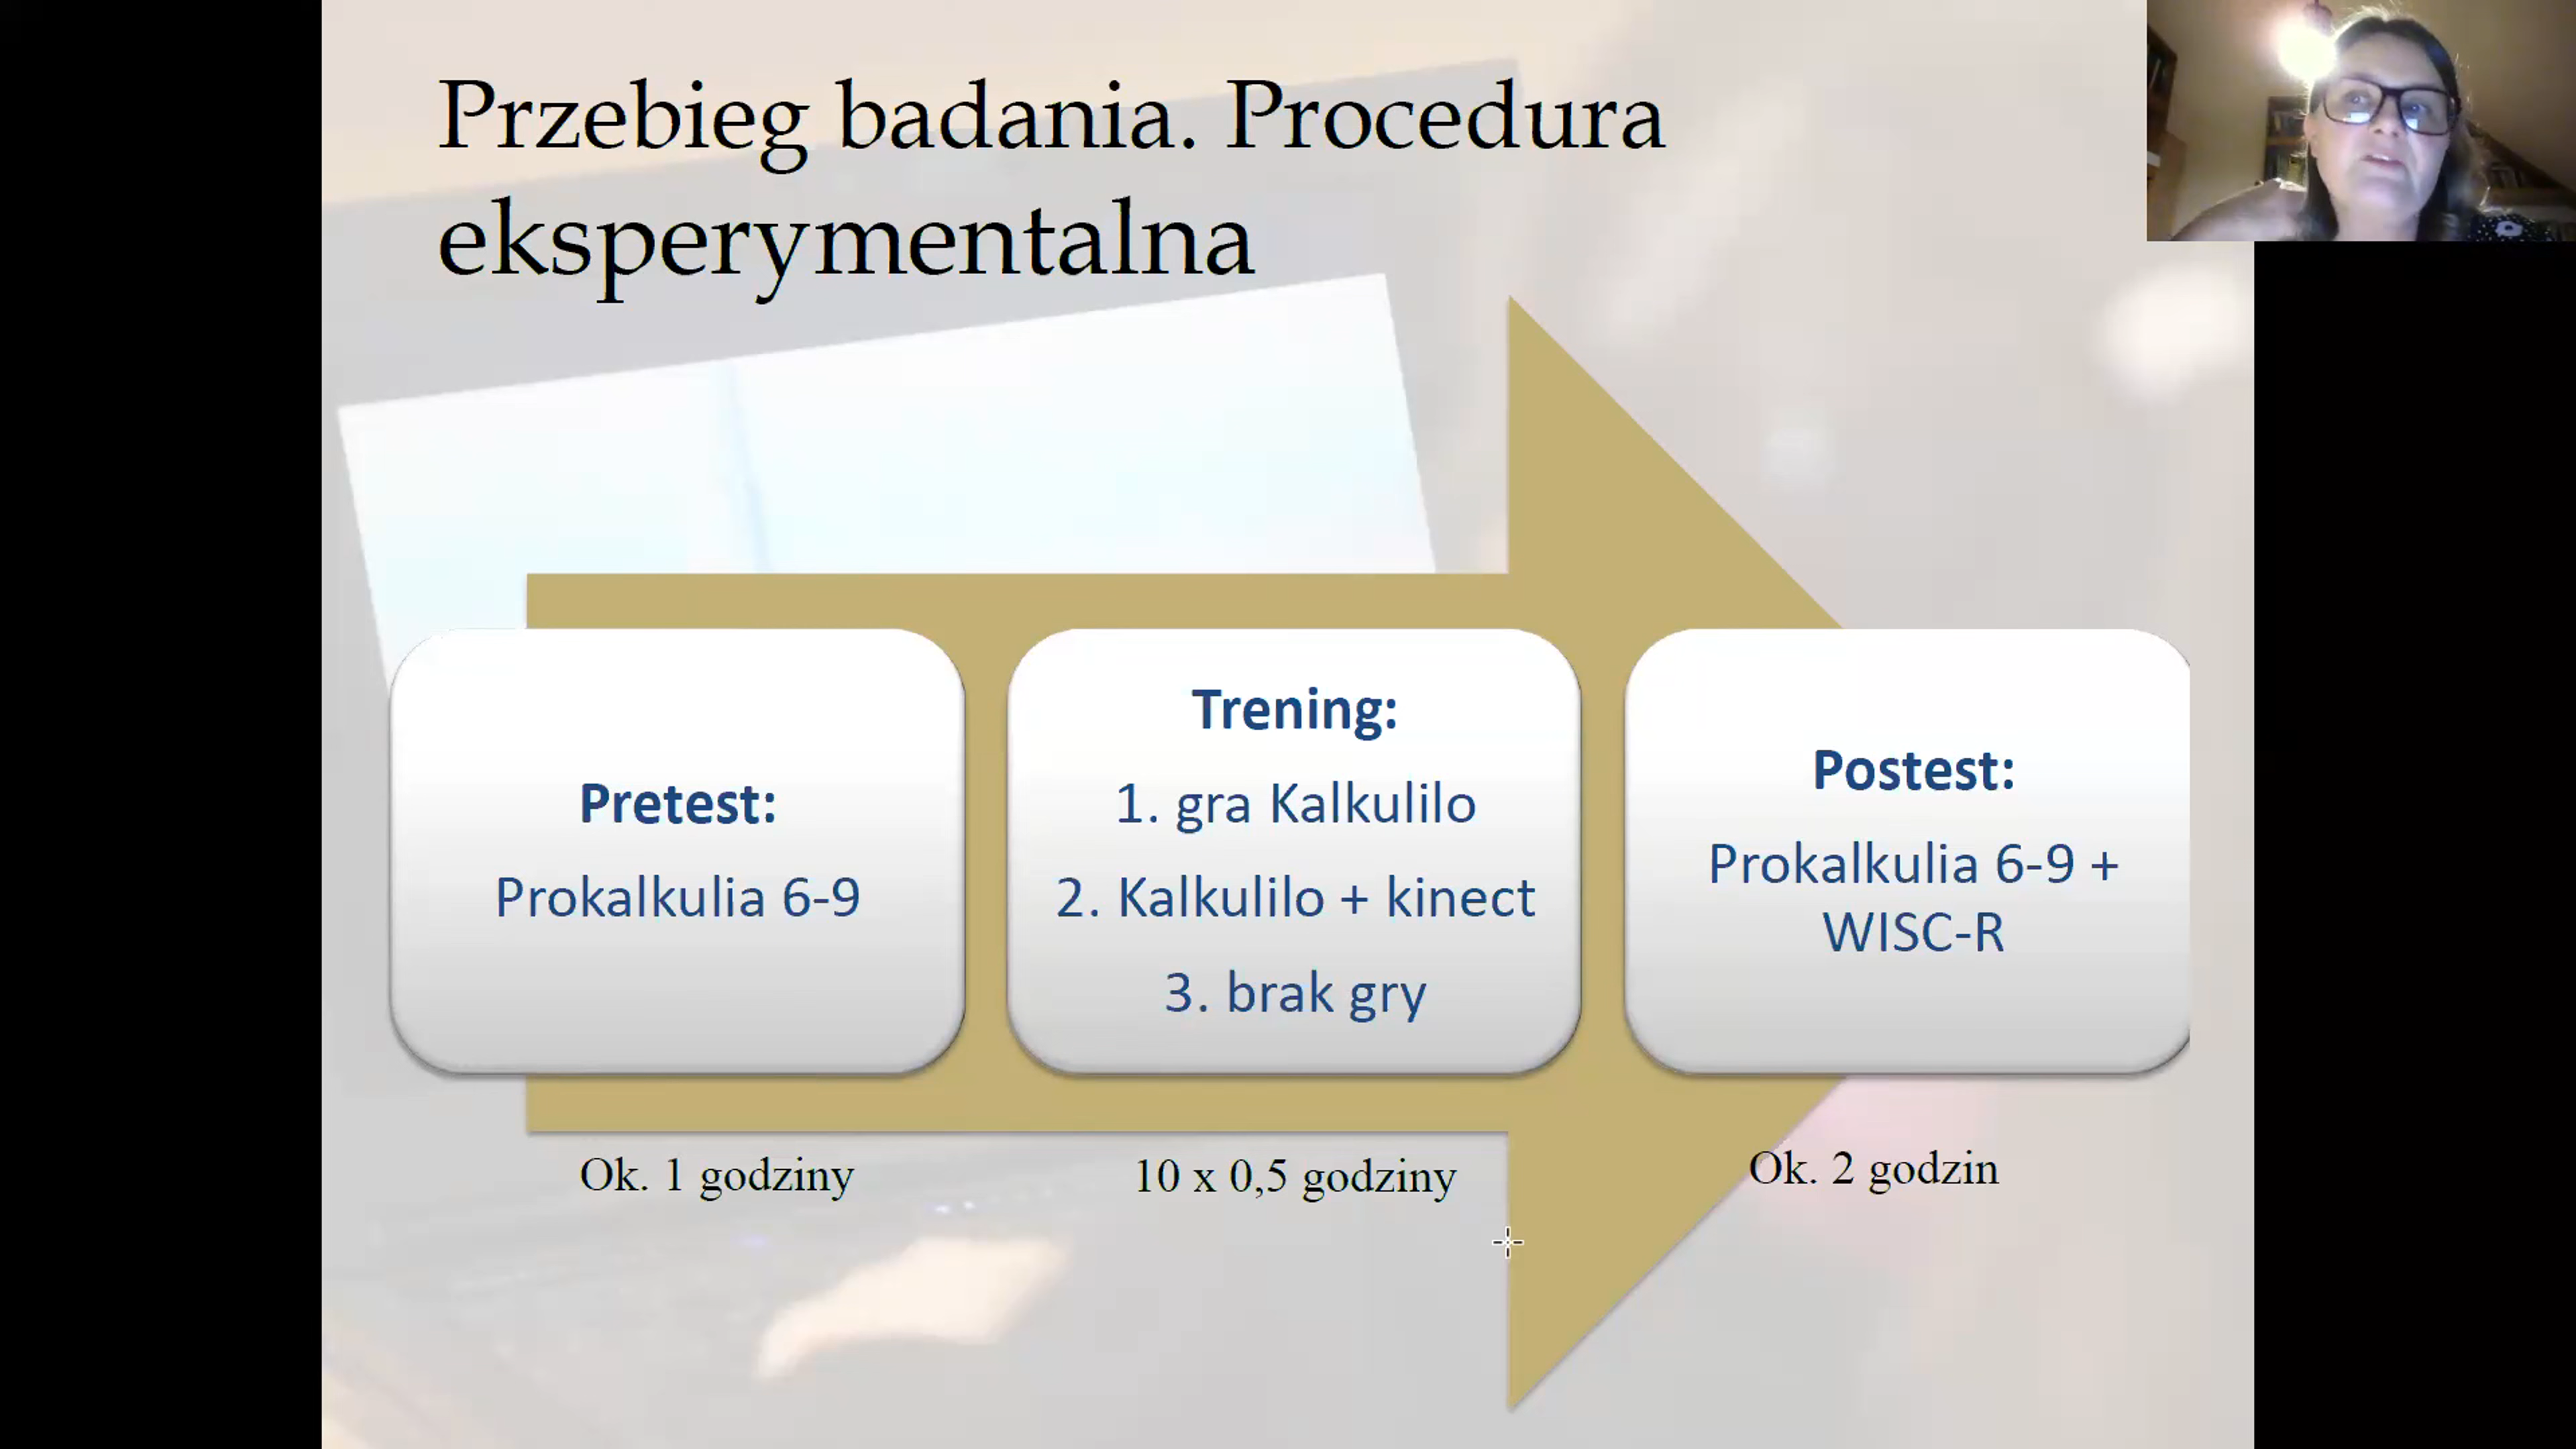 Przebieg badania. Procedura
eksperymentalna
Pretest:
Prokalkulia 6-9
Trening:
1. gra Kalkulilo
2. Kalkulilo + kinect
3. brak gry
Postest:
Prokalkulia 6-9 +
WISC-R
Ok. 1 godziny
10 x 0,5 godziny
Ok. 2 godzin